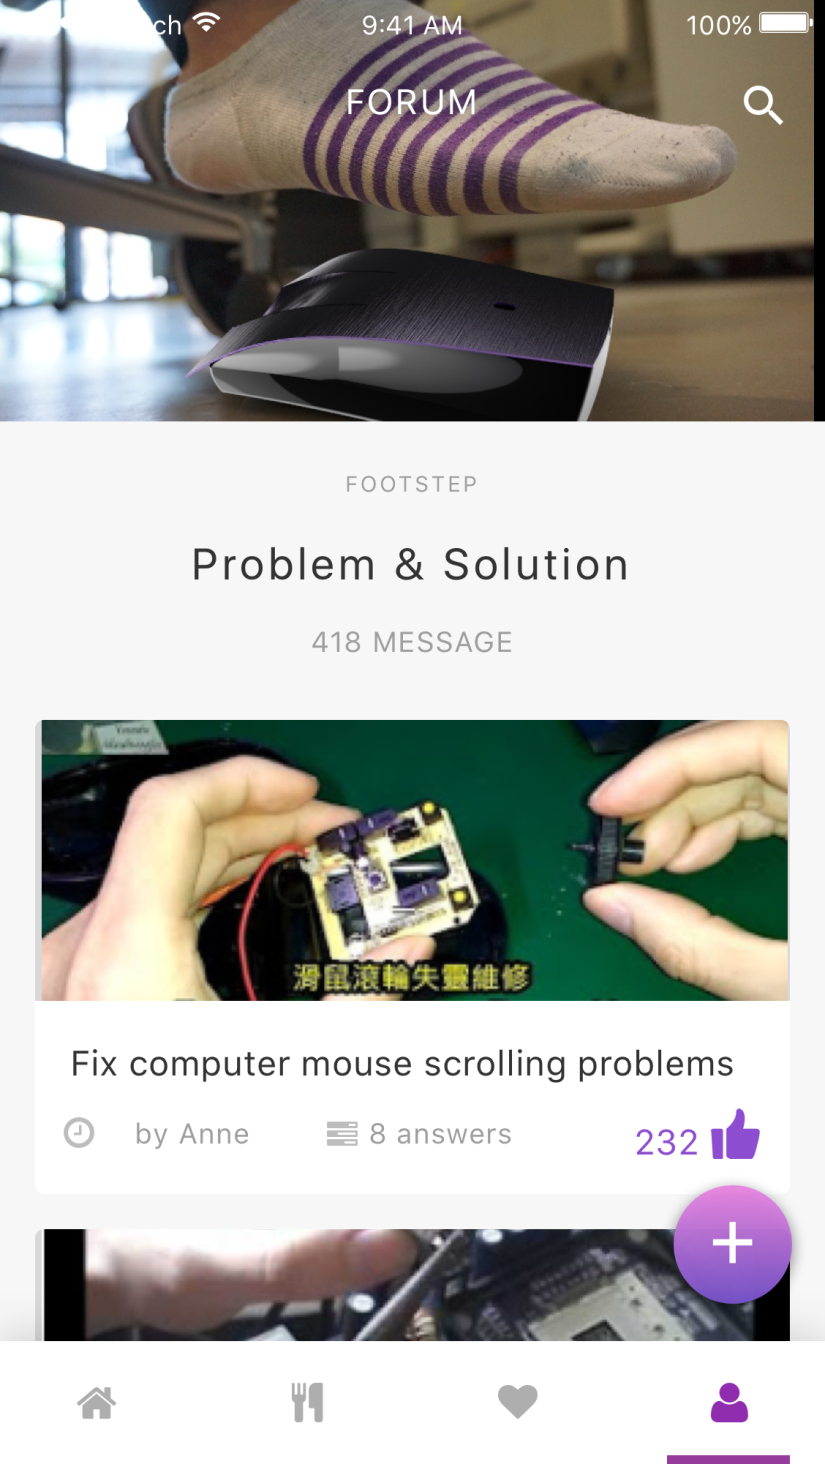 ch 9:41 AM 100%
FORUM
FOOTSTEP
Problem & Solution
418 MESSAGE
滑鼠滾輪失靈維修
Fix computer mouse scrolling problems
by Anne 8 answers 232